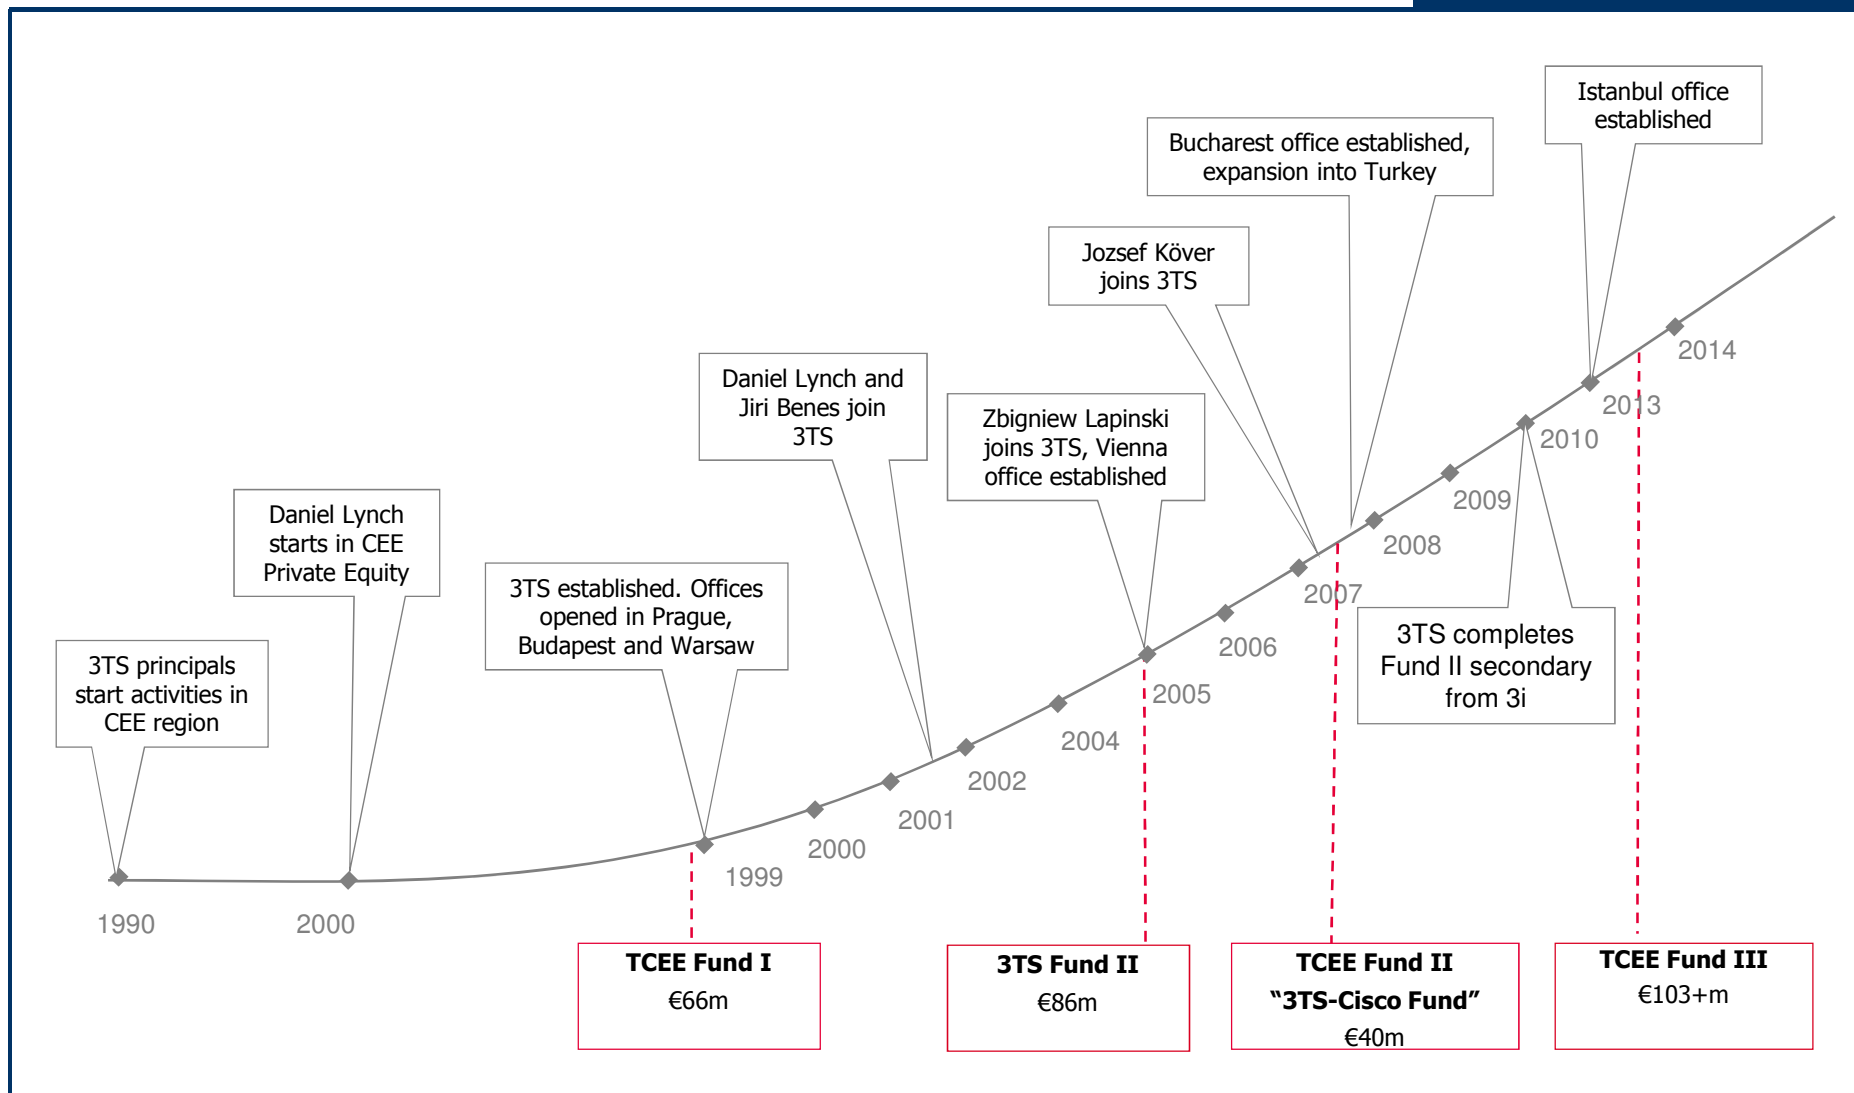 Istanbul office
established
Bucharest office established,
expansion into Turkey
Jozsef Köver
joins 3TS
Daniel Lynch and
Jiri Benes join
3TS
Zbigniew Lapinski
joins 3TS, Vienna
office established
Daniel Lynch
starts in CEE
Private Equity
3TS established. Offices
opened in Prague,
Budapest and Warsaw
3TS principals
start activities in
CEE region
3TS completes
Fund II secondary
from 3i
1990
2000
1999
2000
2001
2002
2004
2005
2006
2007
2008
2009
2010
2013
2014
TCEE Fund I
€66m
3TS Fund II
€86m
TCEE Fund II
“3TS-Cisco Fund”
€40m
TCEE Fund III
€103+m